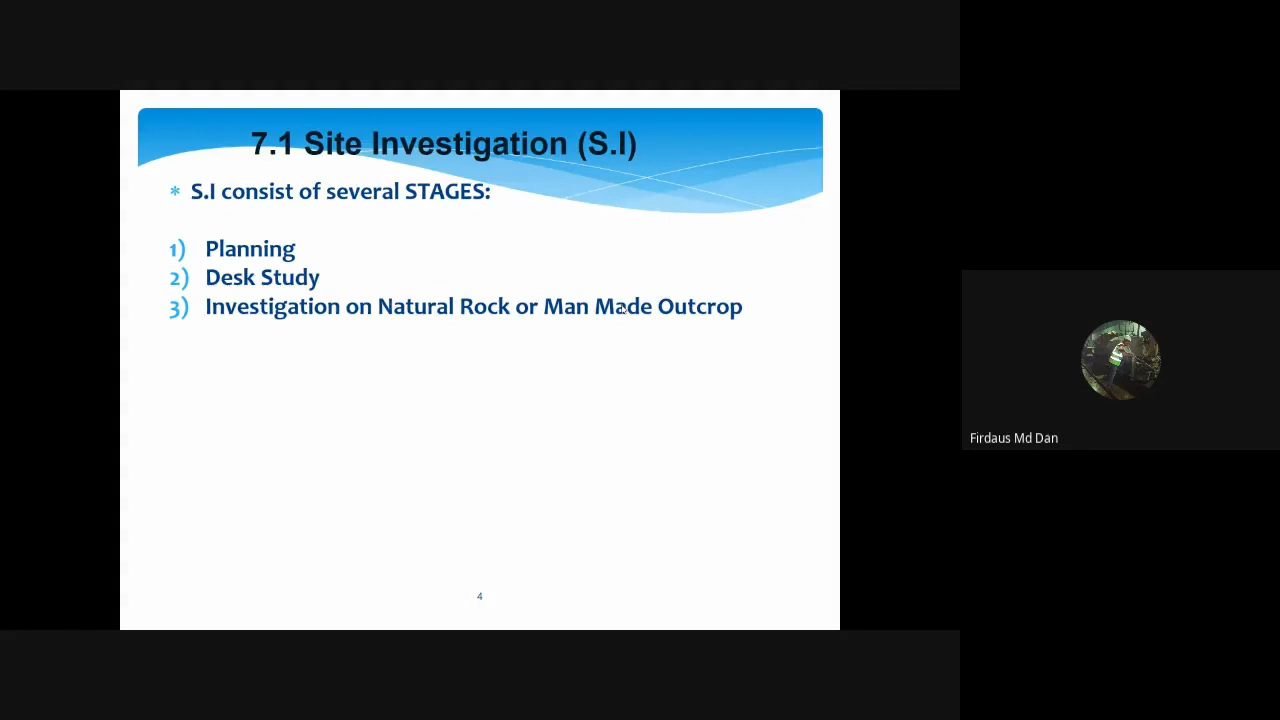 7.1 Site Investigation (S.I)
* S.I consist of several STAGES:
1) Planning
2) Desk Study
3) Investigation on Natural Rock or Man Made Outcrop
4
Firdaus Md Dan